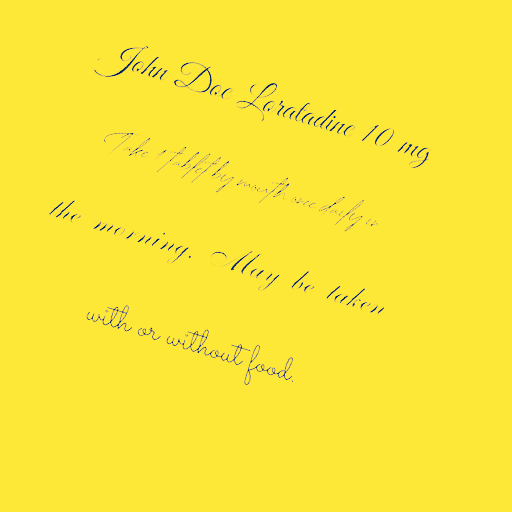 John Doe Loratadine 10 mg
Take 1 tablet by mouth once daily in
the morning. May be taken
with or without food.